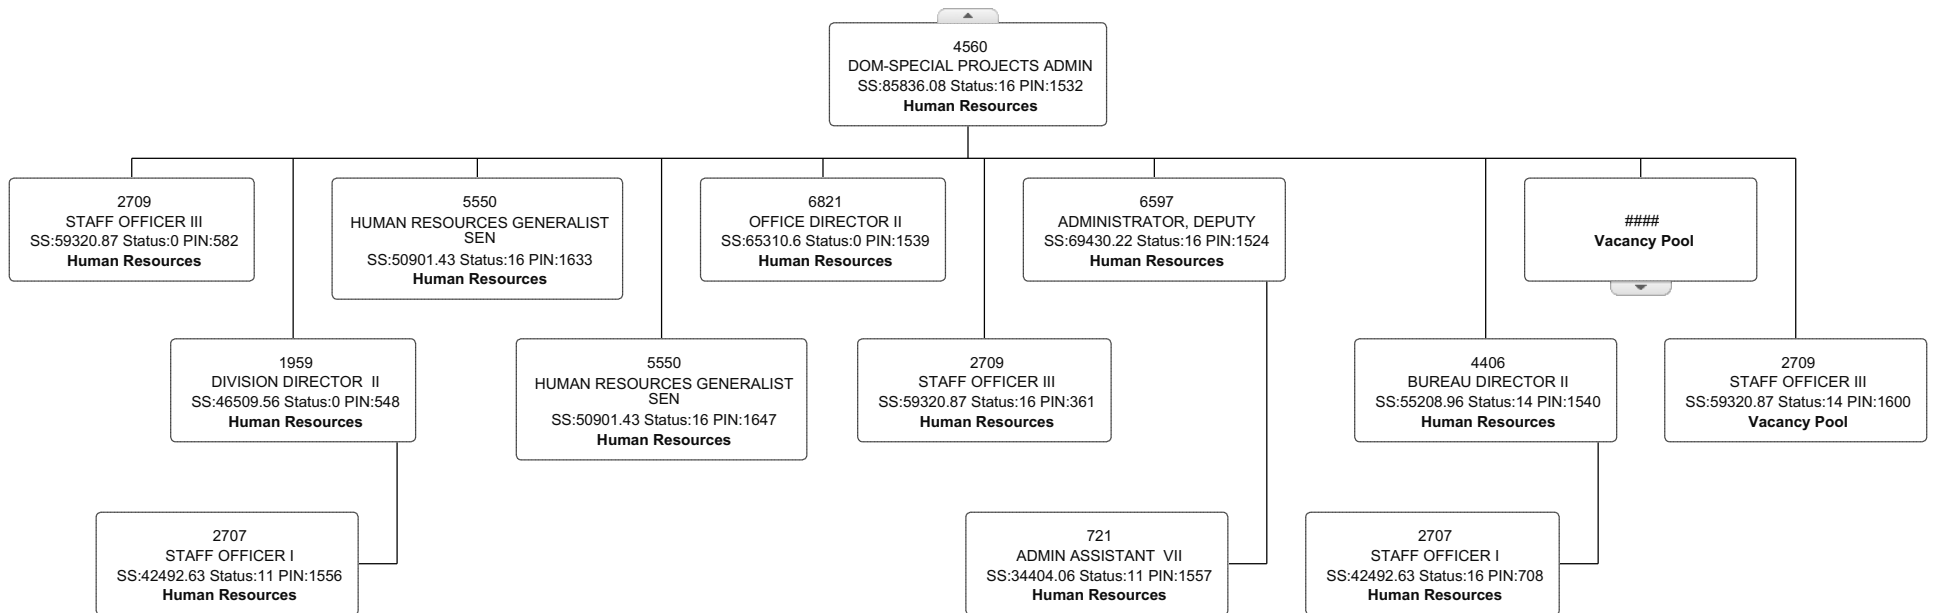 4560
DOM-SPECIAL PROJECTS ADMIN
SS:85836.08 Status:16 PIN:1532
Human Resources
2709
STAFF OFFICER III
SS:59320.87 Status:0 PIN:582
Human Resources
5550
HUMAN RESOURCES GENERALIST
SEN
SS:50901.43 Status:16 PIN:1633
Human Resources
6821
OFFICE DIRECTOR II
SS:65310.6 Status:0 PIN:1539
Human Resources
6597
ADMINISTRATOR, DEPUTY
SS:69430.22 Status:16 PIN:1524
Human Resources
####
Vacancy Pool
1959
DIVISION DIRECTOR  II
SS:46509.56 Status:0 PIN:548
Human Resources
5550
HUMAN RESOURCES GENERALIST
SEN
SS:50901.43 Status:16 PIN:1647
Human Resources
2709
STAFF OFFICER III
SS:59320.87 Status:16 PIN:361
Human Resources
4406
BUREAU DIRECTOR II
SS:55208.96 Status:14 PIN:1540
Human Resources
2709
STAFF OFFICER III
SS:59320.87 Status:14 PIN:1600
Vacancy Pool
2707
STAFF OFFICER I
SS:42492.63 Status:11 PIN:1556
Human Resources
721
ADMIN ASSISTANT  VII
SS:34404.06 Status:11 PIN:1557
Human Resources
2707
STAFF OFFICER I
SS:42492.63 Status:16 PIN:708
Human Resources